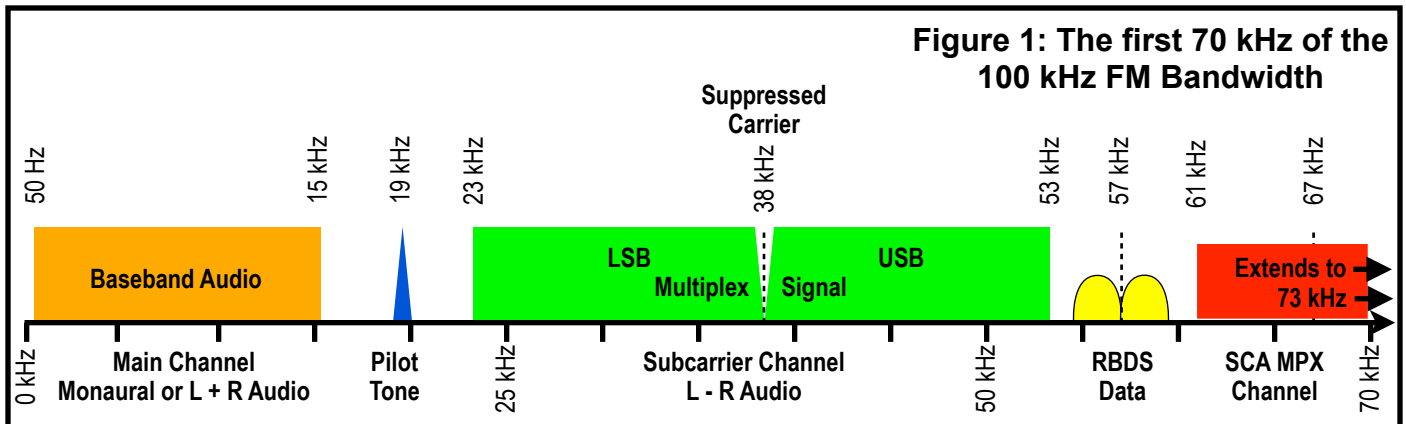 Figure 1: The first 70 kHz of the
100 kHz FM Bandwidth
Suppressed
Carrier
50 Hz
15 kHz
19 kHz
23 kHz
38 kHz
53 kHz
57 kHz
61 kHz
67 kHz
Baseband Audio
LSB
USB
Multiplex
Signal
Extends to
73 kHz
0 kHz
Main Channel
Monaural or L + R Audio
Pilot
Tone
25 kHz
Subcarrier Channel
L - R Audio
50 kHz
RBDS
Data
SCA MPX
Channel
70 kHz